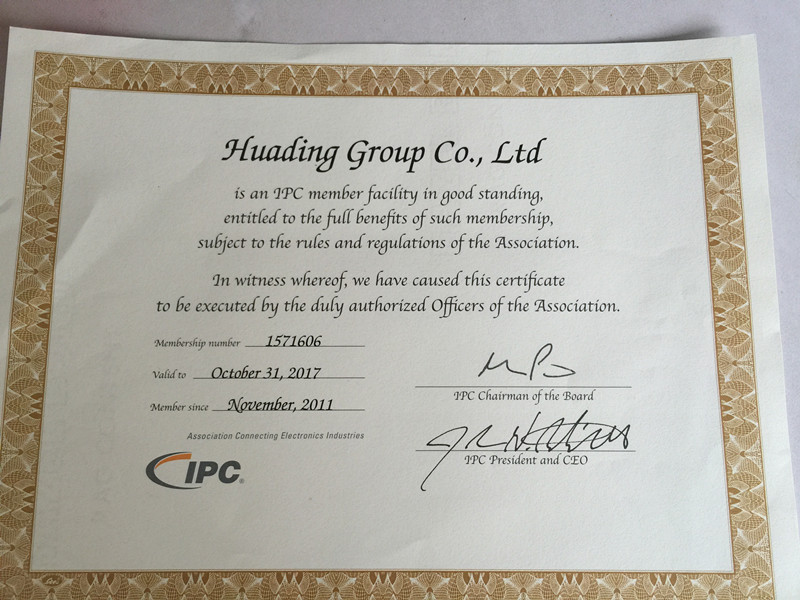 Huading Group Co., Ltd
is an IPC member facility in good standing,
entitled to the full benefits of such membership,
subject to the rules and regulations of the Association.
In witness whereof, we have caused this certificate
to be executed by the duly authorized Officers of the Association.
Membership number 1571606
Valid to October 31, 2017
Member since November, 2011
IPC Chairman of the Board
IPC President and CEO
Association Connecting Electronics Industries
IPC®